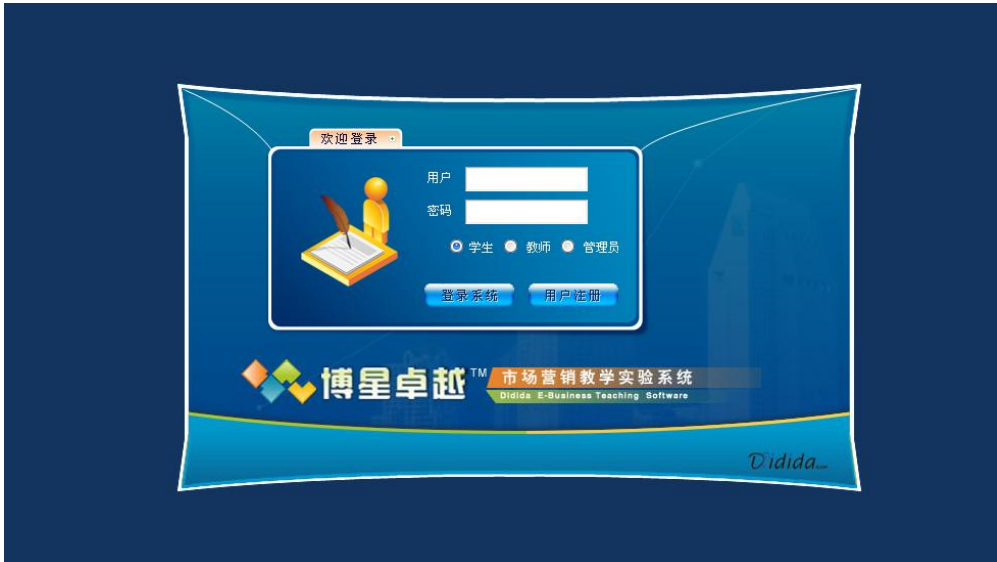 欢迎登录
用户
密码
学生 教师 管理员
登录系统 用户注册
博星卓越™ 市场营销教学实验系统
Didida E-Business Teaching Software
Didida.com